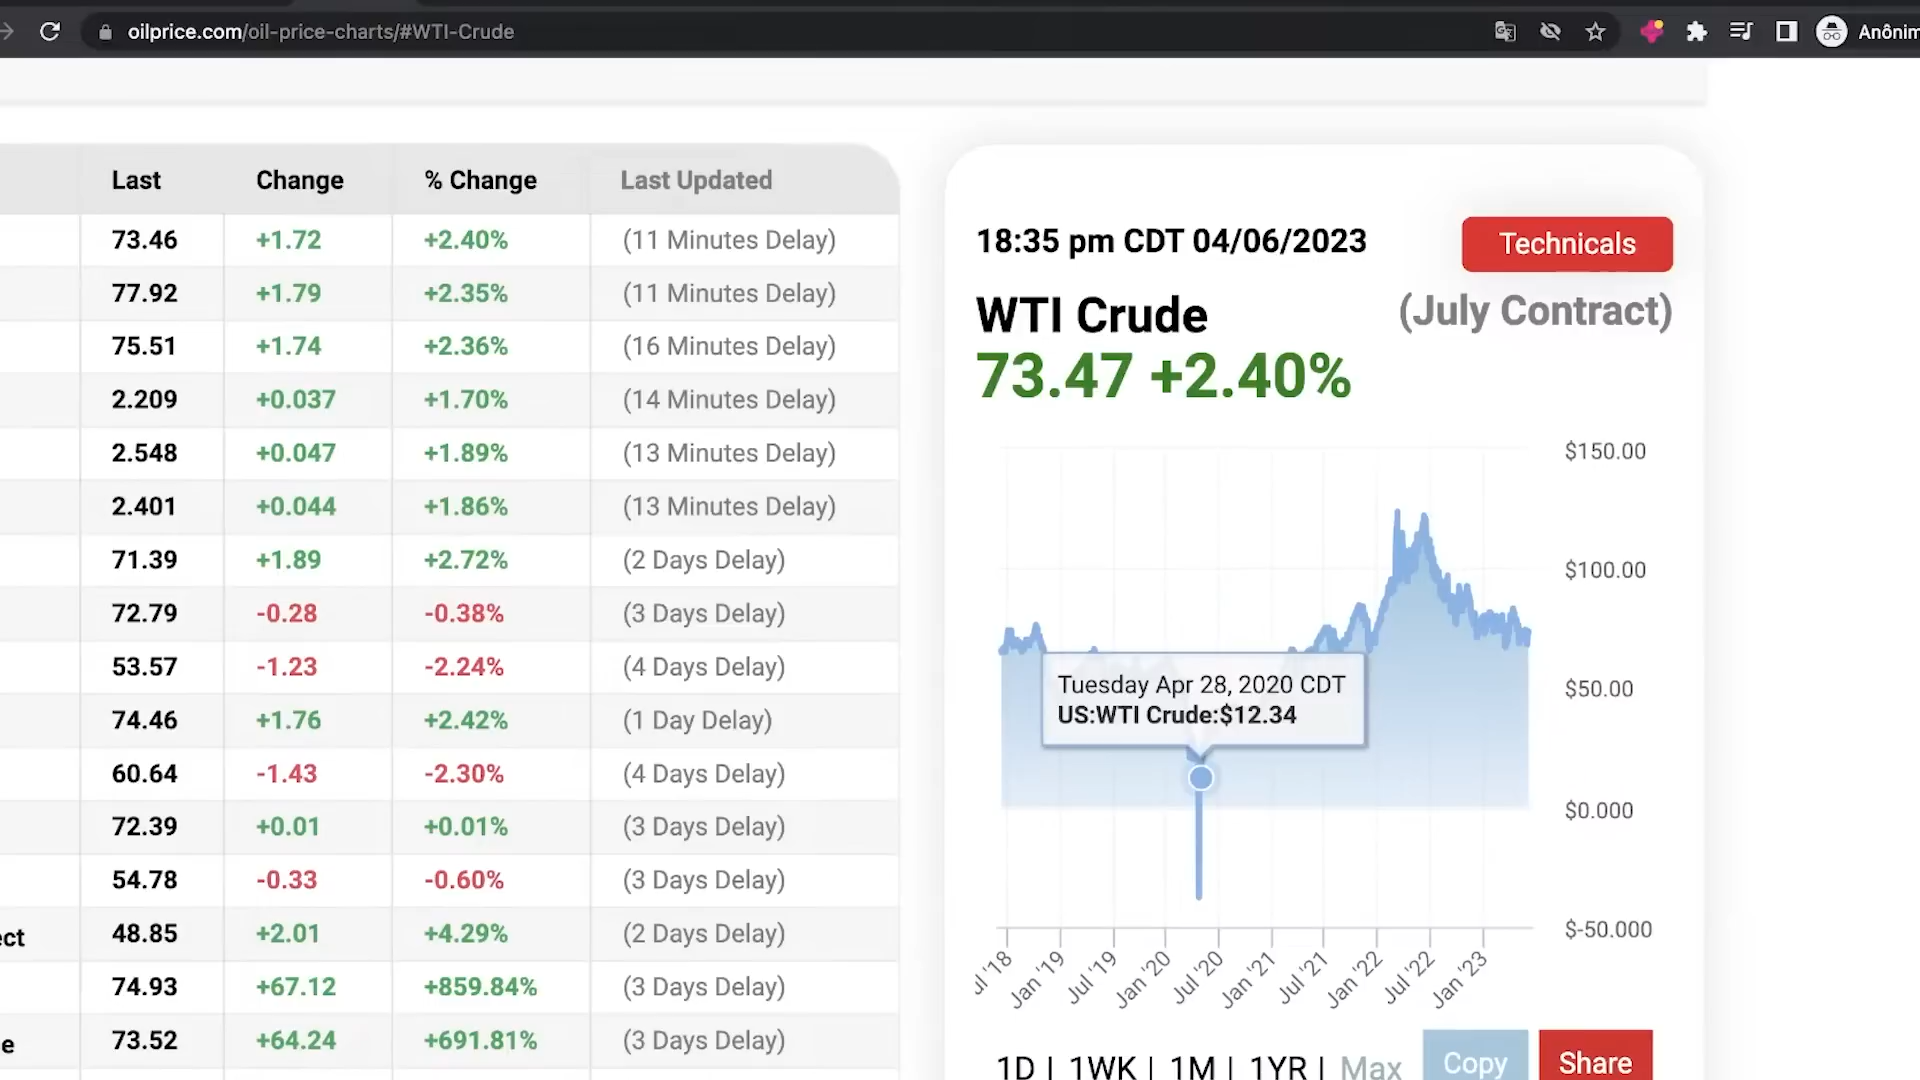 oilprice.com/oil-price-charts/#WTI-Crude
Anônim
Last Change % Change Last Updated
73.46 +1.72 +2.40% (11 Minutes Delay)
77.92 +1.79 +2.35% (11 Minutes Delay)
75.51 +1.74 +2.36% (16 Minutes Delay)
2.209 +0.037 +1.70% (14 Minutes Delay)
2.548 +0.047 +1.89% (13 Minutes Delay)
2.401 +0.044 +1.86% (13 Minutes Delay)
71.39 +1.89 +2.72% (2 Days Delay)
72.79 -0.28 -0.38% (3 Days Delay)
53.57 -1.23 -2.24% (4 Days Delay)
74.46 +1.76 +2.42% (1 Day Delay)
60.64 -1.43 -2.30% (4 Days Delay)
72.39 +0.01 +0.01% (3 Days Delay)
54.78 -0.33 -0.60% (3 Days Delay)
ect 48.85 +2.01 +4.29% (2 Days Delay)
74.93 +67.12 +859.84% (3 Days Delay)
e 73.52 +64.24 +691.81% (3 Days Delay)
18:35 pm CDT 04/06/2023
Technicals
WTI Crude (July Contract)
73.47 +2.40%
$150.00
$100.00
$50.00
$0.000
$-50.000
Tuesday Apr 28, 2020 CDT
US:WTI Crude:$12.34
ul '18 Jan '19 Jul '19 Jan '20 Jul '20 Jan '21 Jul '21 Jan '22 Jul '22 Jan '23
1D | 1WK | 1M | 1YR | Max
Copy
Share